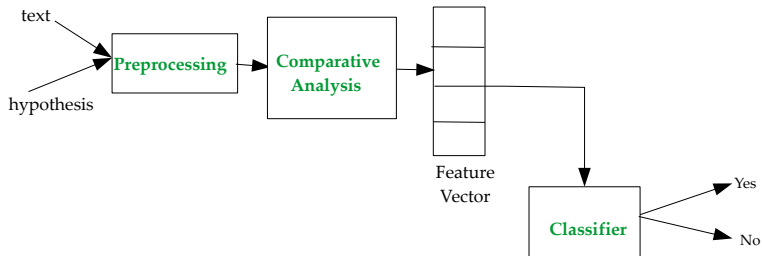 text
hypothesis
Preprocessing
Comparative
Analysis
Feature
Vector
Classifier
Yes
No